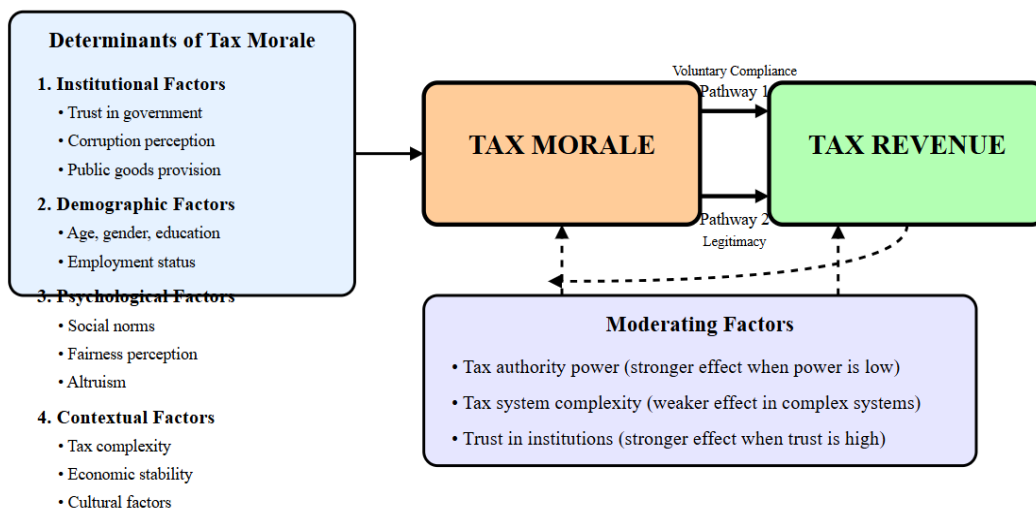 Determinants of Tax Morale
1. Institutional Factors
• Trust in government
• Corruption perception
• Public goods provision
2. Demographic Factors
• Age, gender, education
• Employment status
3. Psychological Factors
• Social norms
• Fairness perception
• Altruism
4. Contextual Factors
• Tax complexity
• Economic stability
• Cultural factors
TAX MORALE
Voluntary Compliance
Pathway 1
Pathway 2
Legitimacy
TAX REVENUE
Moderating Factors
• Tax authority power (stronger effect when power is low)
• Tax system complexity (weaker effect in complex systems)
• Trust in institutions (stronger effect when trust is high)